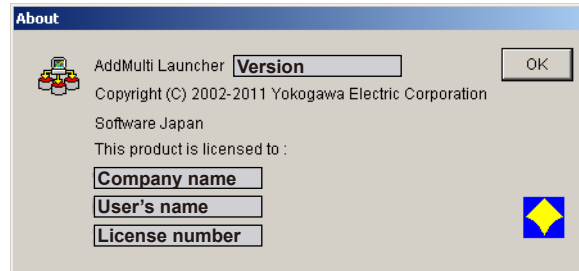 About
AddMulti Launcher Version
OK
Copyright (C) 2002-2011 Yokogawa Electric Corporation
Software Japan
This product is licensed to :
Company name
User's name
License number